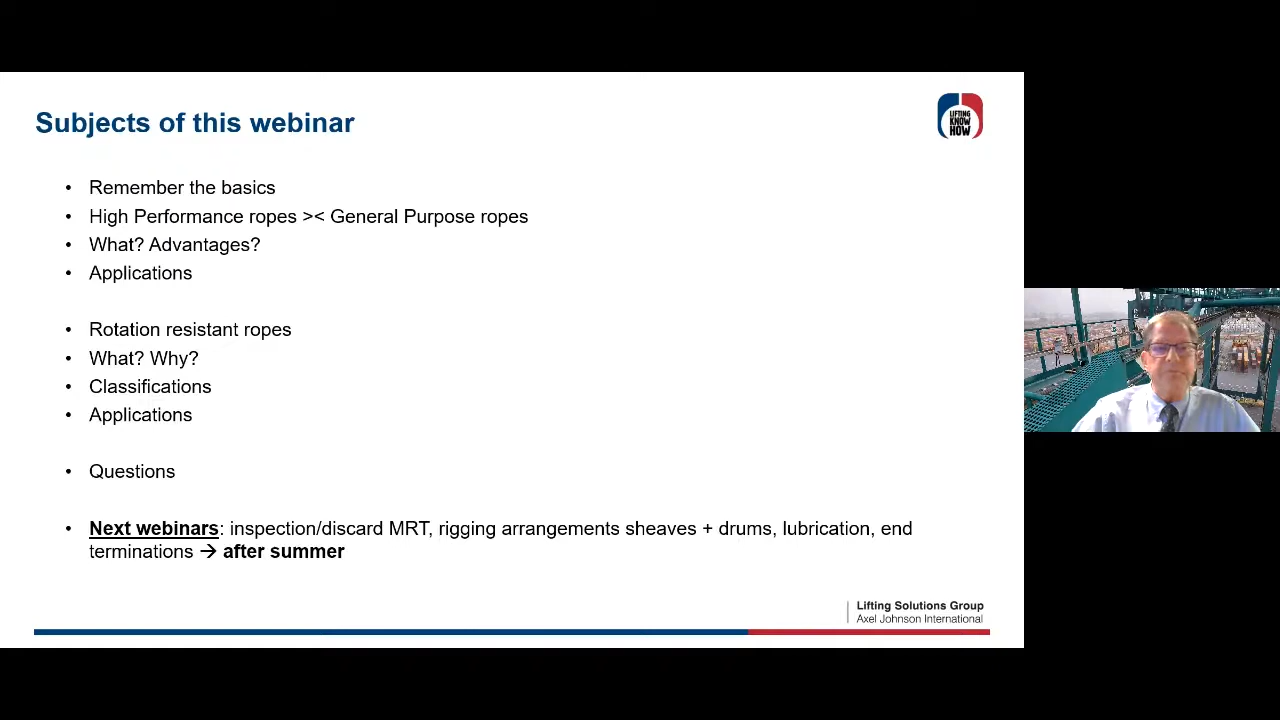 Subjects of this webinar
LIFTING
KNOW
HOW
• Remember the basics
• High Performance ropes >< General Purpose ropes
• What? Advantages?
• Applications
• Rotation resistant ropes
• What? Why?
• Classifications
• Applications
• Questions
• Next webinars: inspection/discard MRT, rigging arrangements sheaves + drums, lubrication, end
terminations → after summer
Lifting Solutions Group
Axel Johnson International